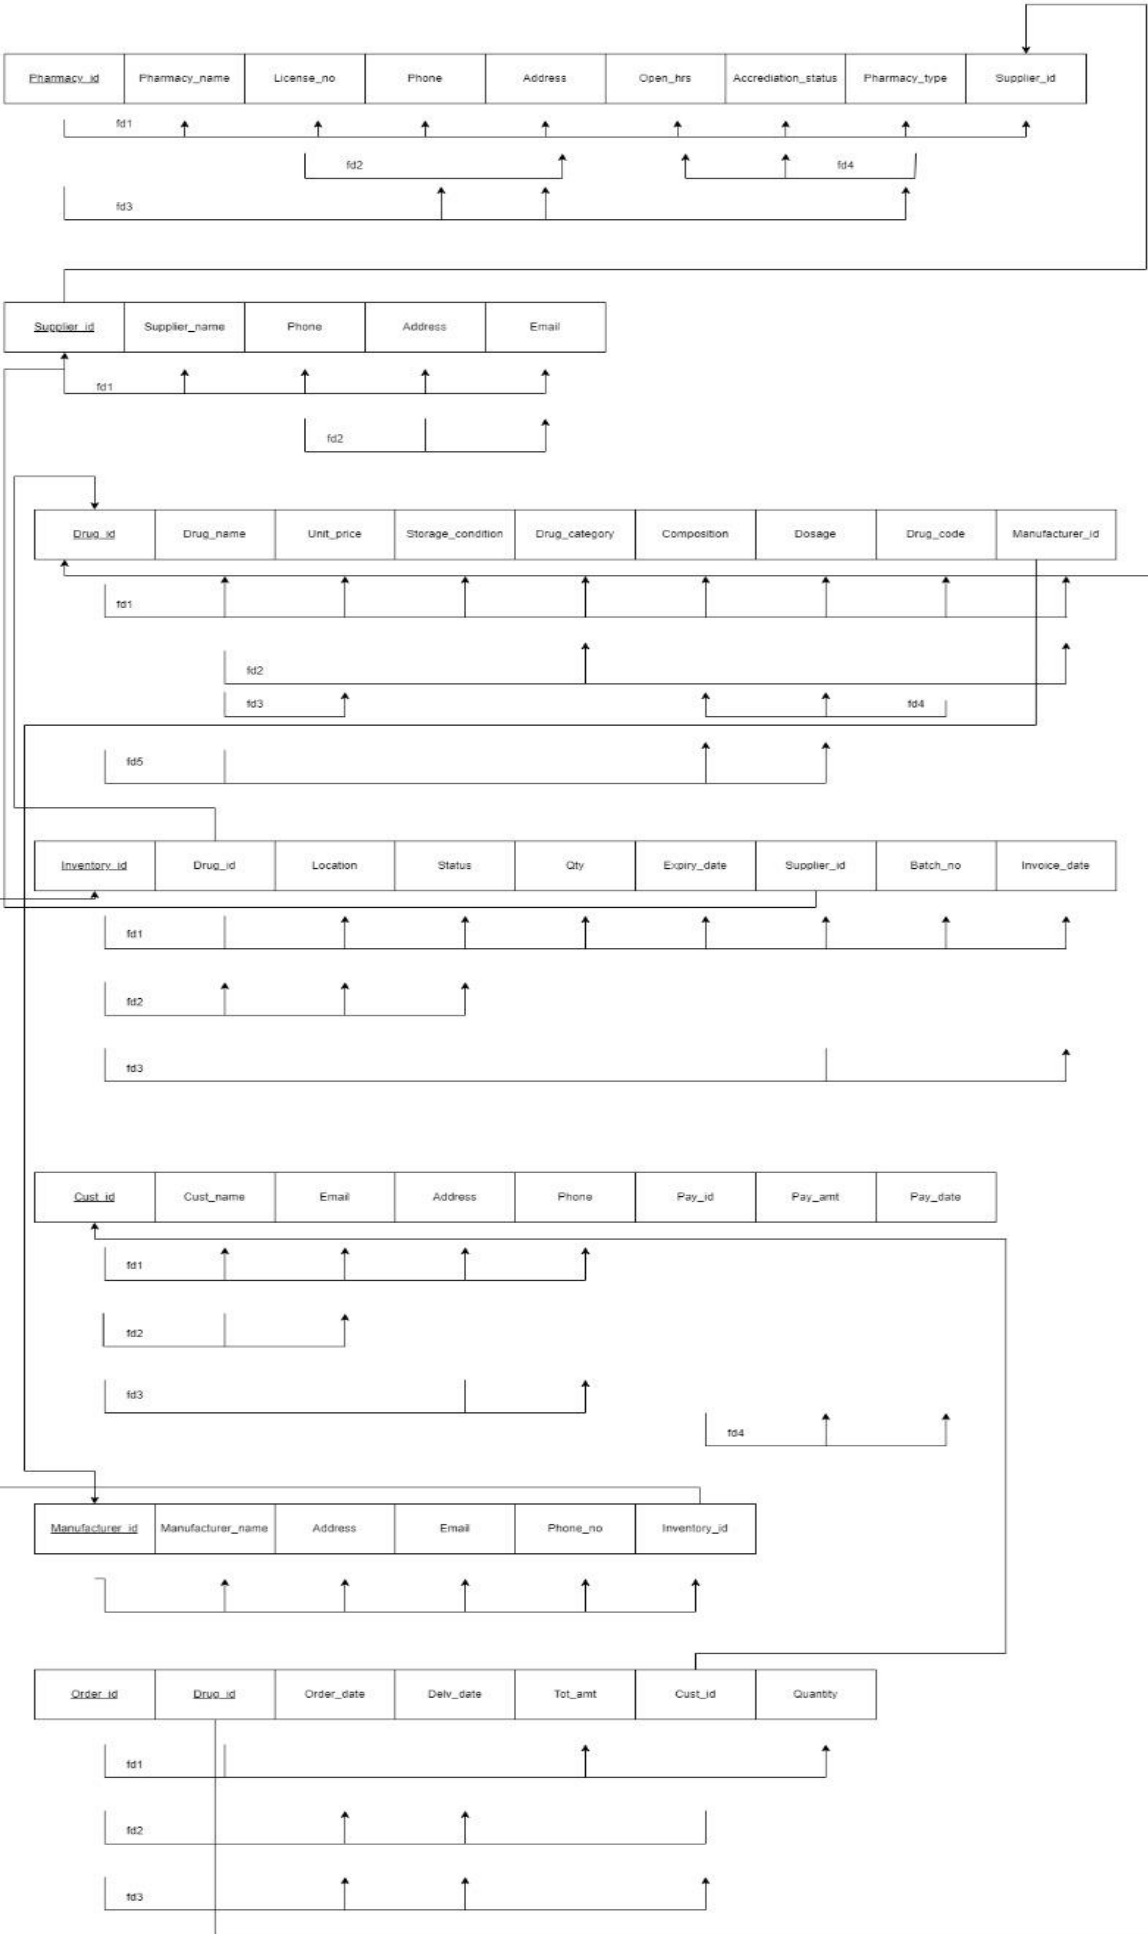 Pharmacy_id Pharmacy_name License_no Phone Address Open_hrs Accrediation_status Pharmacy_type Supplier_id
fd1
fd2 fd4
fd3
Supplier_id Supplier_name Phone Address Email
fd1
fd2
Drug_id Drug_name Unit_price Storage_condition Drug_category Composition Dosage Drug_code Manufacturer_id
fd1
fd2
fd3 fd4
fd5
Inventory_id Drug_id Location Status Qty Expiry_date Supplier_id Batch_no Invoice_date
fd1
fd2
fd3
Cust_id Cust_name Email Address Phone Pay_id Pay_amt Pay_date
fd1
fd2
fd3
fd4
Manufacturer_id Manufacturer_name Address Email Phone_no Inventory_id
Order_id Drug_id Order_date Delv_date Tot_amt Cust_id Quantity
fd1
fd2
fd3